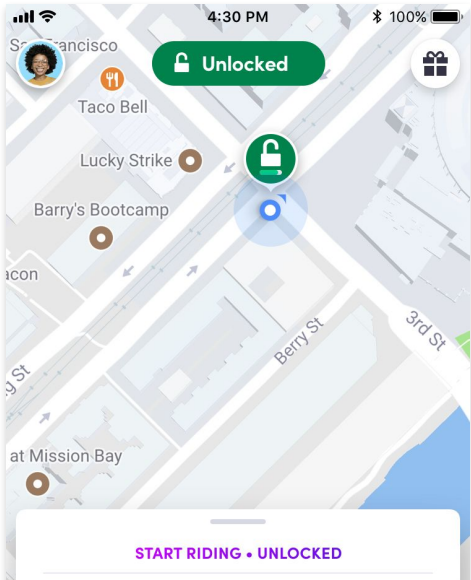 4:30 PM
100%
San Francisco
Unlocked
Taco Bell
Lucky Strike
Barry's Bootcamp
acon
3rd St
Berry St
g St
at Mission Bay
START RIDING • UNLOCKED